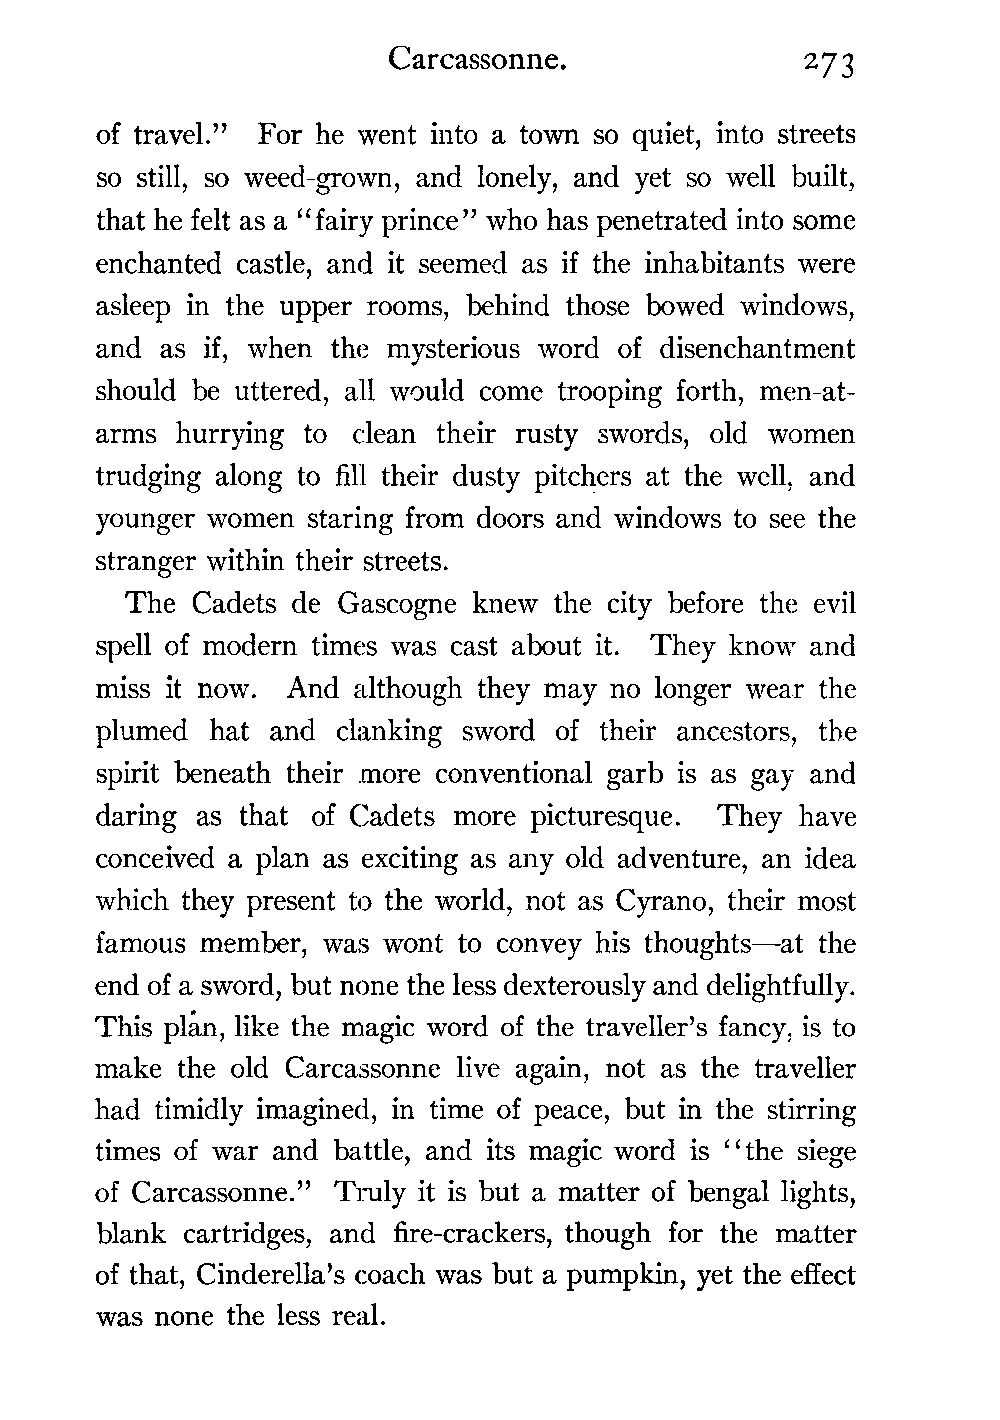 Carcassonne. 273
of travel.” For he went into a town so quiet, into streets
so still, so weed-grown, and lonely, and yet so well built,
that he felt as a “fairy prince” who has penetrated into some
enchanted castle, and it seemed as if the inhabitants were
asleep in the upper rooms, behind those bowed windows,
and as if, when the mysterious word of disenchantment
should be uttered, all would come trooping forth, men-at-
arms hurrying to clean their rusty swords, old women
trudging along to fill their dusty pitchers at the well, and
younger women staring from doors and windows to see the
stranger within their streets.
The Cadets de Gascogne knew the city before the evil
spell of modern times was cast about it. They know and
miss it now. And although they may no longer wear the
plumed hat and clanking sword of their ancestors, the
spirit beneath their more conventional garb is as gay and
daring as that of Cadets more picturesque. They have
conceived a plan as exciting as any old adventure, an idea
which they present to the world, not as Cyrano, their most
famous member, was wont to convey his thoughts—at the
end of a sword, but none the less dexterously and delightfully.
This plan, like the magic word of the traveller’s fancy, is to
make the old Carcassonne live again, not as the traveller
had timidly imagined, in time of peace, but in the stirring
times of war and battle, and its magic word is “the siege
of Carcassonne.” Truly it is but a matter of bengal lights,
blank cartridges, and fire-crackers, though for the matter
of that, Cinderella’s coach was but a pumpkin, yet the effect
was none the less real.